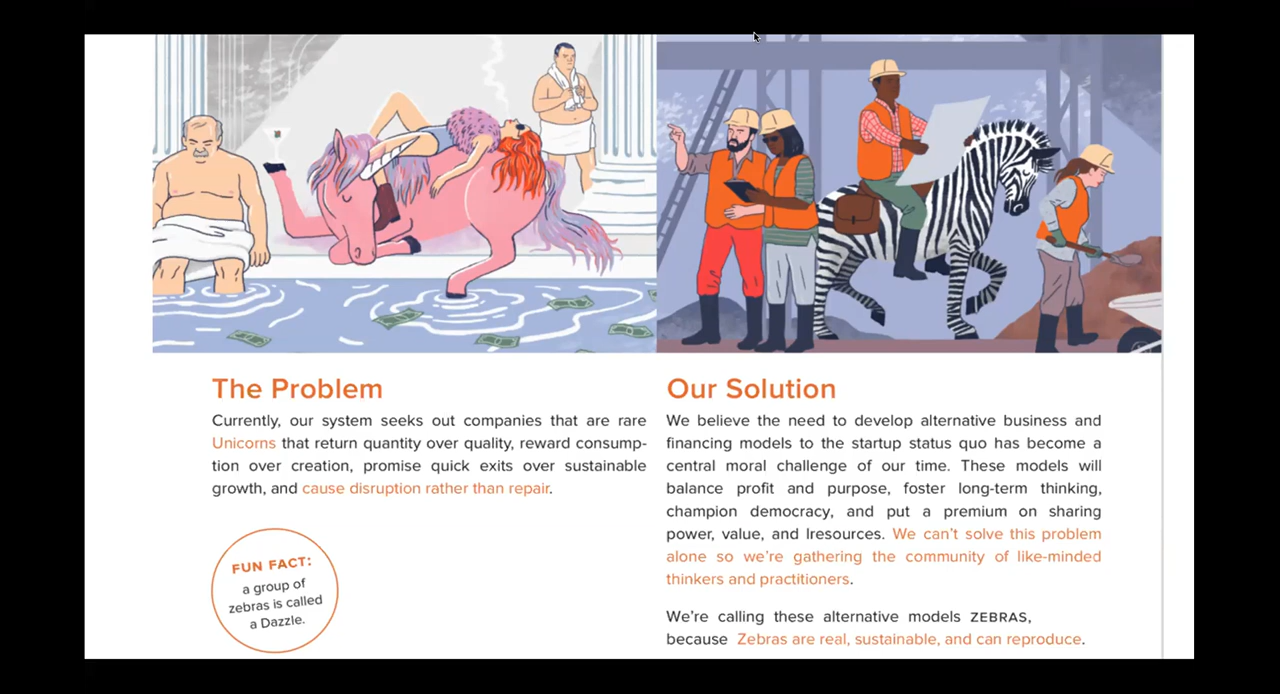 The Problem
Currently, our system seeks out companies that are rare
Unicorns that return quantity over quality, reward consump-
tion over creation, promise quick exits over sustainable
growth, and cause disruption rather than repair.
FUN FACT:
a group of
zebras is called
a Dazzle.
Our Solution
We believe the need to develop alternative business and
financing models to the startup status quo has become a
central moral challenge of our time. These models will
balance profit and purpose, foster long-term thinking,
champion democracy, and put a premium on sharing
power, value, and lresources. We can't solve this problem
alone so we're gathering the community of like-minded
thinkers and practitioners.
We're calling these alternative models ZEBRAS,
because Zebras are real, sustainable, and can reproduce.